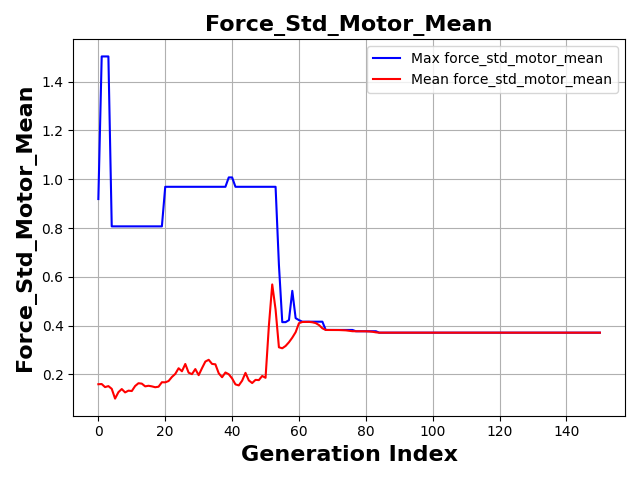 Force_Std_Motor_Mean
Max force_std_motor_mean
Mean force_std_motor_mean
Force_Std_Motor_Mean
1.4
1.2
1.0
0.8
0.6
0.4
0.2
0 20 40 60 80 100 120 140
Generation Index